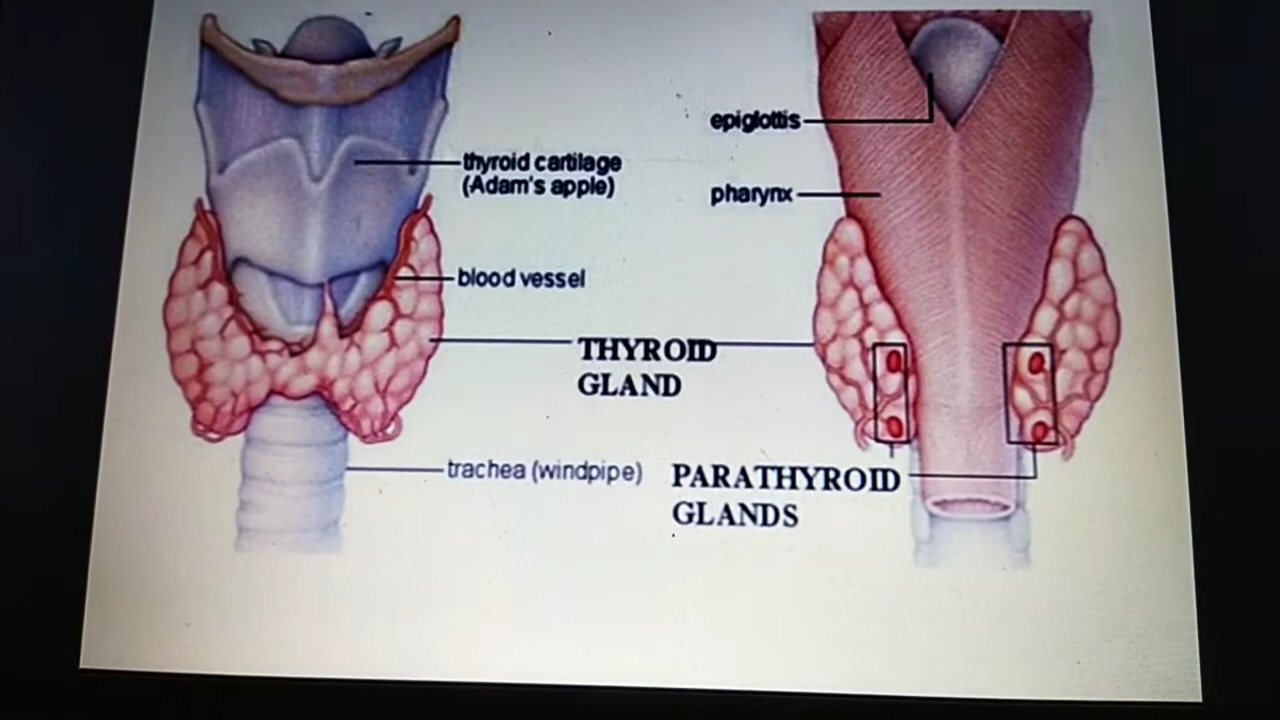 epiglottis
thyroid cartilage
(Adam's apple)
pharynx
blood vessel
THYROID
GLAND
trachea (windpipe)
PARATHYROID
GLANDS